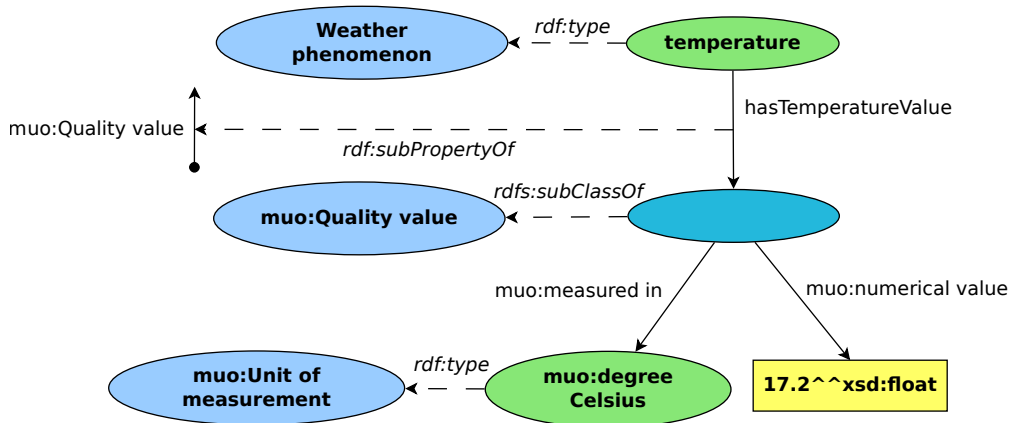 Weather
phenomenon
rdf:type
temperature
hasTemperatureValue
muo:Quality value
rdf:subPropertyOf
muo:Quality value
rdfs:subClassOf
muo:measured in
muo:numerical value
muo:Unit of
measurement
rdf:type
muo:degree
Celsius
17.2^^xsd:float